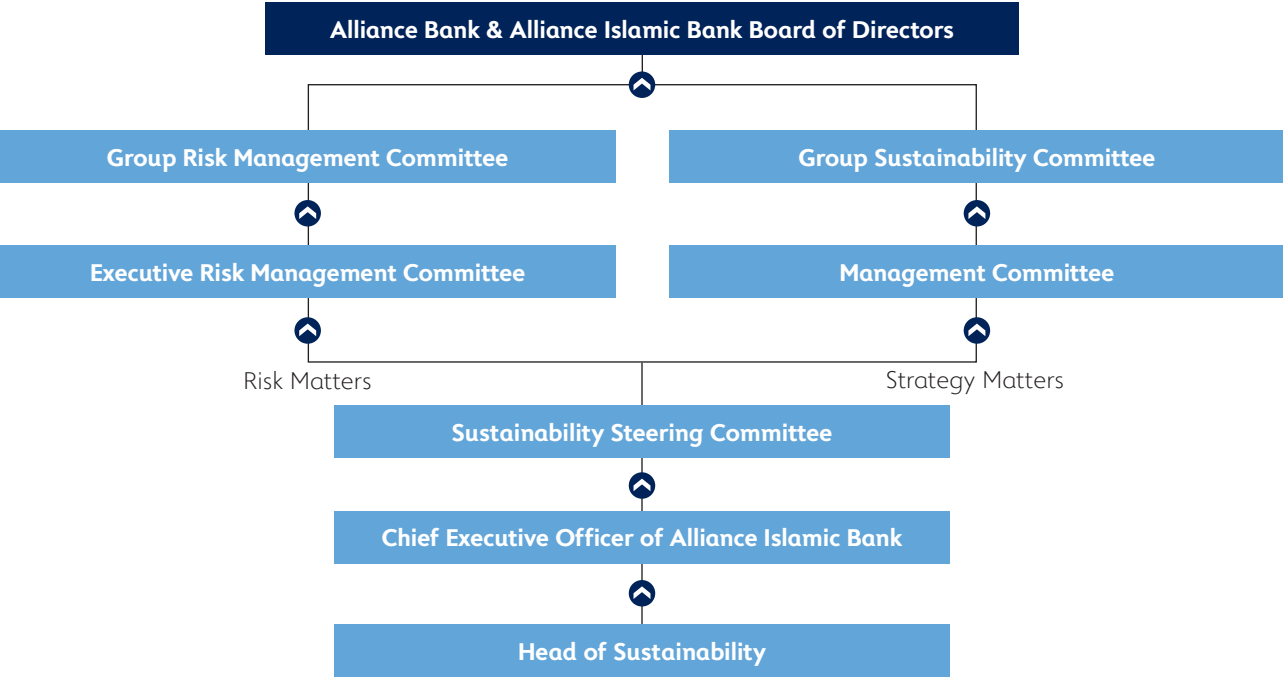 Alliance Bank & Alliance Islamic Bank Board of Directors
Group Risk Management Committee
Group Sustainability Committee
Executive Risk Management Committee
Management Committee
Risk Matters
Strategy Matters
Sustainability Steering Committee
Chief Executive Officer of Alliance Islamic Bank
Head of Sustainability